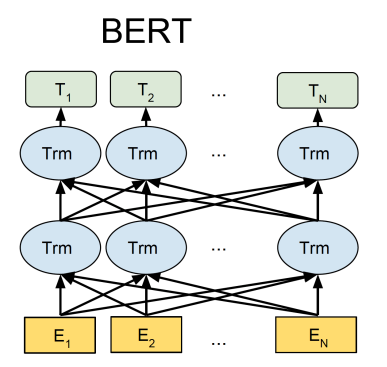 BERT
T1 T2 ... TN
Trm Trm ... Trm
Trm Trm ... Trm
E1 E2 ... EN